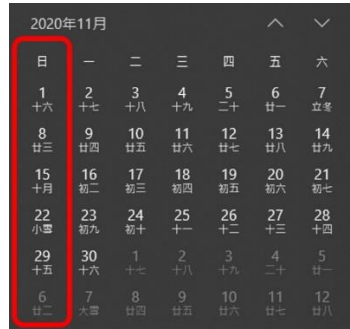 2020年11月
日 一 二 三 四 五 六
1 2 3 4 5 6 7
十六 十七 十八 十九 二十 廿一 立冬
8 9 10 11 12 13 14
廿三 廿四 廿五 廿六 廿七 廿八 廿九
15 16 17 18 19 20 21
十月 初二 初三 初四 初五 初六 初七
22 23 24 25 26 27 28
小雪 初九 初十 十一 十二 十三 十四
29 30 1 2 3 4 5
十五 十六 十七 十八 十九 二十 廿一
6 7 8 9 10 11 12
廿二 大雪 廿四 廿五 廿六 廿七 廿八